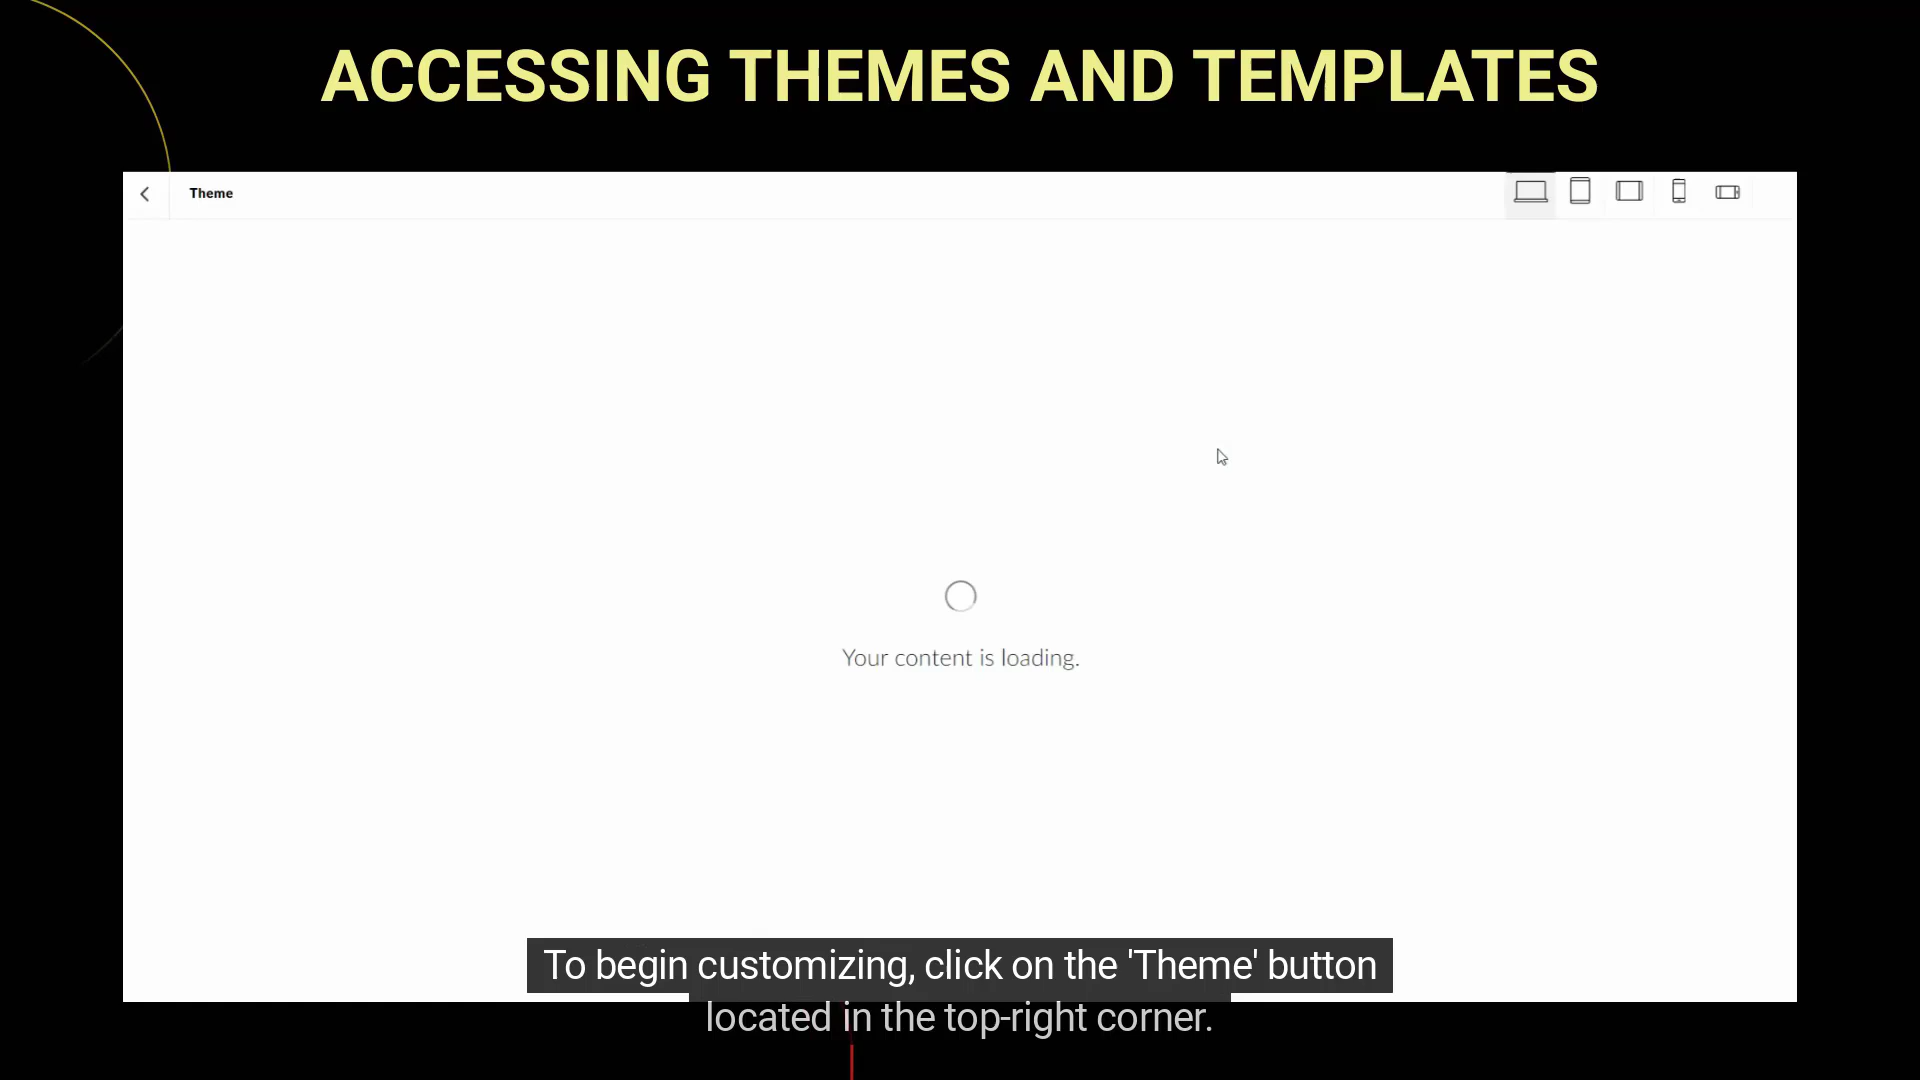 ACCESSING THEMES AND TEMPLATES
Theme
Your content is loading.
To begin customizing, click on the 'Theme' button
located in the top-right corner.